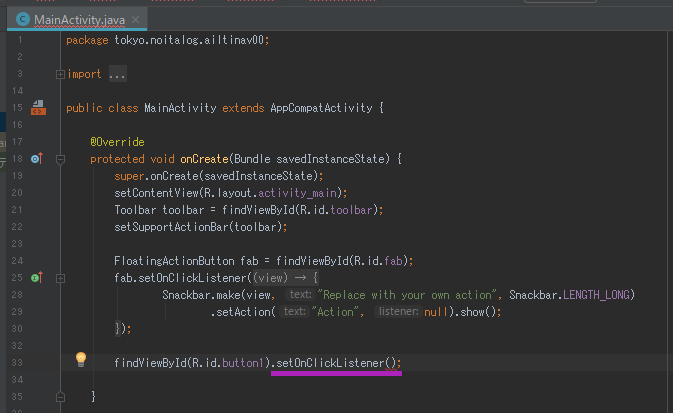 MainActivity.java
1 package tokyo.noitalog.ailtinav00;
2
3 import ...
14
15 public class MainActivity extends AppCompatActivity {
16
17 @Override
18 protected void onCreate(Bundle savedInstanceState) {
19 super.onCreate(savedInstanceState);
20 setContentView(R.layout.activity_main);
21 Toolbar toolbar = findViewById(R.id.toolbar);
22 setSupportActionBar(toolbar);
23
24 FloatingActionButton fab = findViewById(R.id.fab);
25 fab.setOnClickListener((view) → {
28 Snackbar.make(view, text: "Replace with your own action", Snackbar.LENGTH_LONG)
29 .setAction( text: "Action", listener: null).show();
30 });
32
33 findViewById(R.id.button1).setOnClickListener();
34
35 }